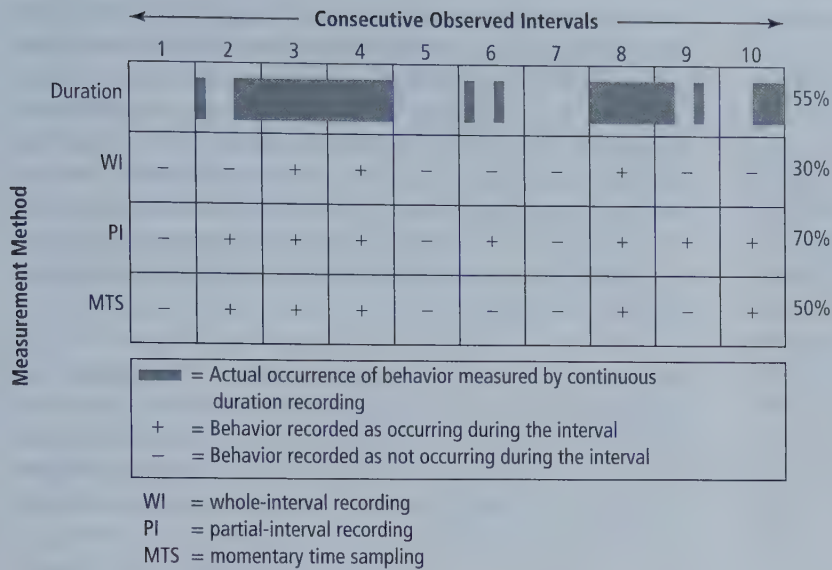 Consecutive Observed Intervals
1 2 3 4 5 6 7 8 9 10
Measurement Method
Duration 55%
WI – – + + – – – + – – 30%
PI – + + + – + – + + + 70%
MTS – + + + – – – + – + 50%
= Actual occurrence of behavior measured by continuous
duration recording
+ = Behavior recorded as occurring during the interval
– = Behavior recorded as not occurring during the interval
WI = whole-interval recording
PI = partial-interval recording
MTS = momentary time sampling